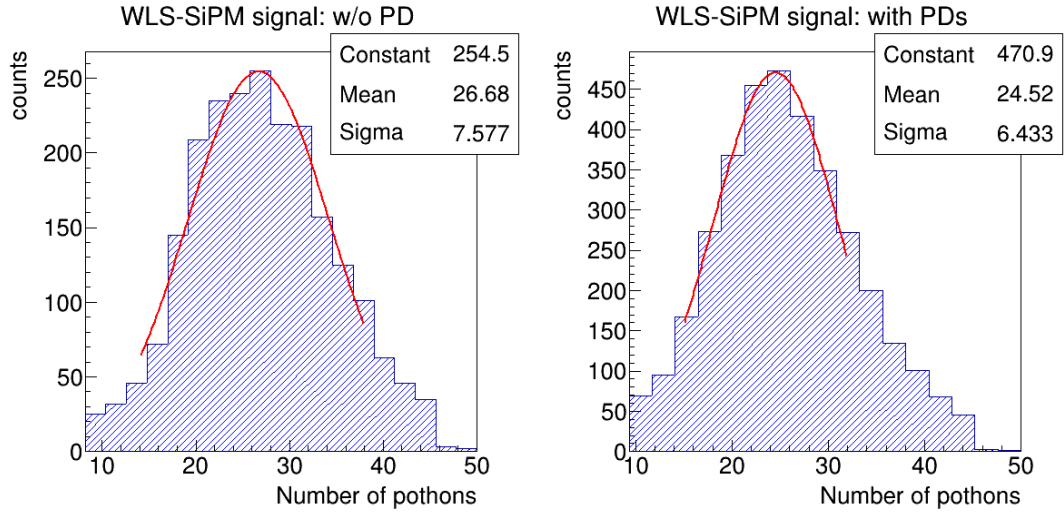 WLS-SiPM signal: w/o PD
counts
Constant 254.5
Mean 26.68
Sigma 7.577
250
200
150
100
50
0
10 20 30 40 50
Number of pothons
WLS-SiPM signal: with PDs
counts
Constant 470.9
Mean 24.52
Sigma 6.433
450
400
350
300
250
200
150
100
50
0
10 20 30 40 50
Number of pothons